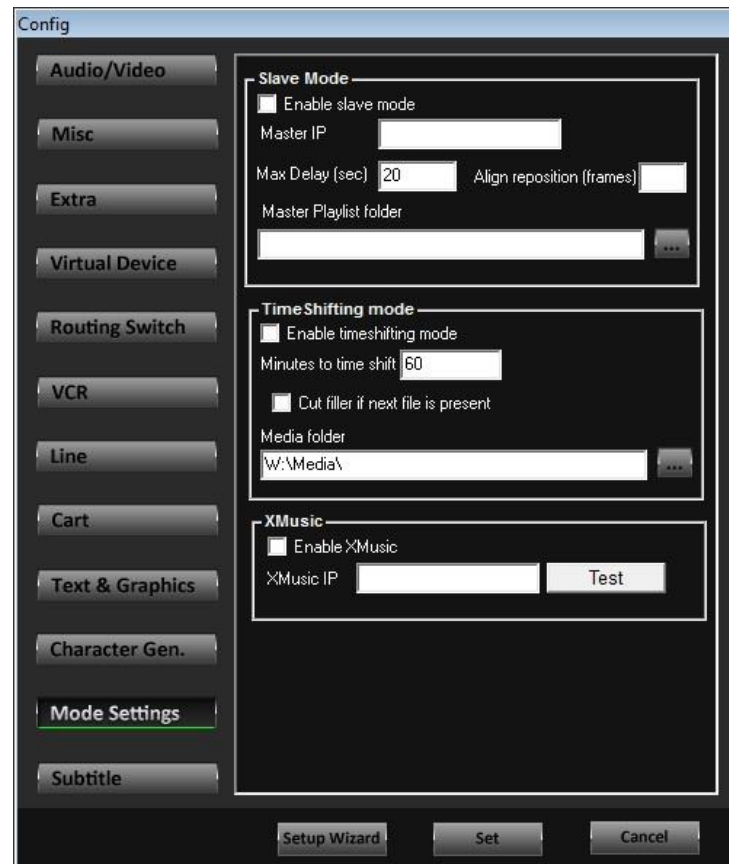 Config
Audio/Video
Misc
Extra
Virtual Device
Routing Switch
VCR
Line
Cart
Text & Graphics
Character Gen.
Mode Settings
Subtitle
Slave Mode
Enable slave mode
Master IP
Max Delay (sec) 20 Align reposition (frames)
Master Playlist folder
...
TimeShifting mode
Enable timeshifting mode
Minutes to time shift 60
Cut filler if next file is present
Media folder
W:\Media\ ...
XMusic
Enable XMusic
XMusic IP Test
Setup Wizard Set Cancel